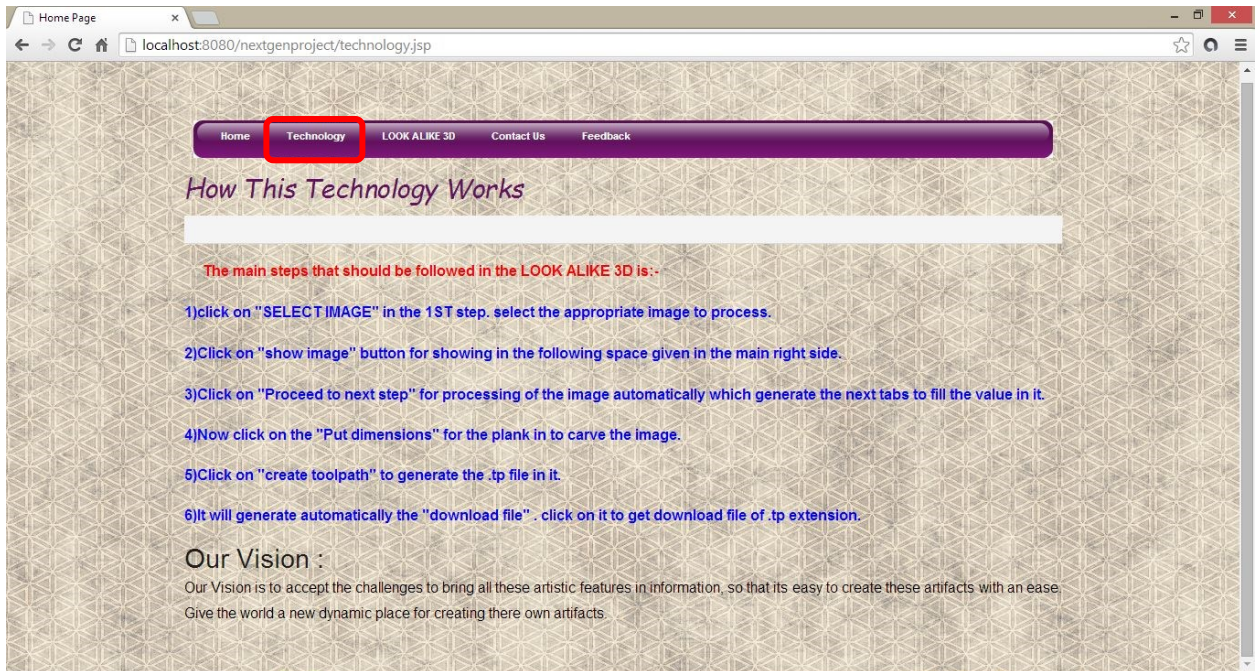 Home Page
localhost:8080/nextgenproject/technology.jsp
Home Technology LOOK ALIKE 3D Contact Us Feedback
How This Technology Works
The main steps that should be followed in the LOOK ALIKE 3D is:-
1)click on "SELECT IMAGE" in the 1ST step. select the appropriate image to process.
2)Click on "show image" button for showing in the following space given in the main right side.
3)Click on "Proceed to next step" for processing of the image automatically which generate the next tabs to fill the value in it.
4)Now click on the "Put dimensions" for the plank in to carve the image.
5)Click on "create toolpath" to generate the .tp file in it.
6)It will generate automatically the "download file" . click on it to get download file of .tp extension.
Our Vision :
Our Vision is to accept the challenges to bring all these artistic features in information, so that its easy to create these artifacts with an ease.
Give the world a new dynamic place for creating there own artifacts.